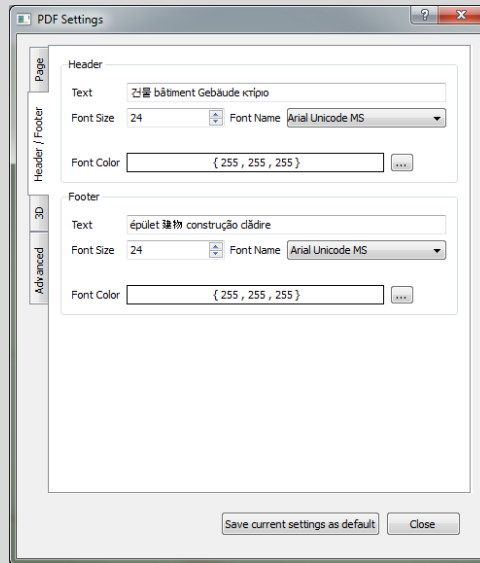 PDF Settings
Page
Header / Footer
3D
Advanced
Header
Text 건물 bâtiment Gebäude κτίριο
Font Size 24 Font Name Arial Unicode MS
Font Color { 255 , 255 , 255 } ...
Footer
Text épület 建物 construção clădire
Font Size 24 Font Name Arial Unicode MS
Font Color { 255 , 255 , 255 } ...
Save current settings as default Close